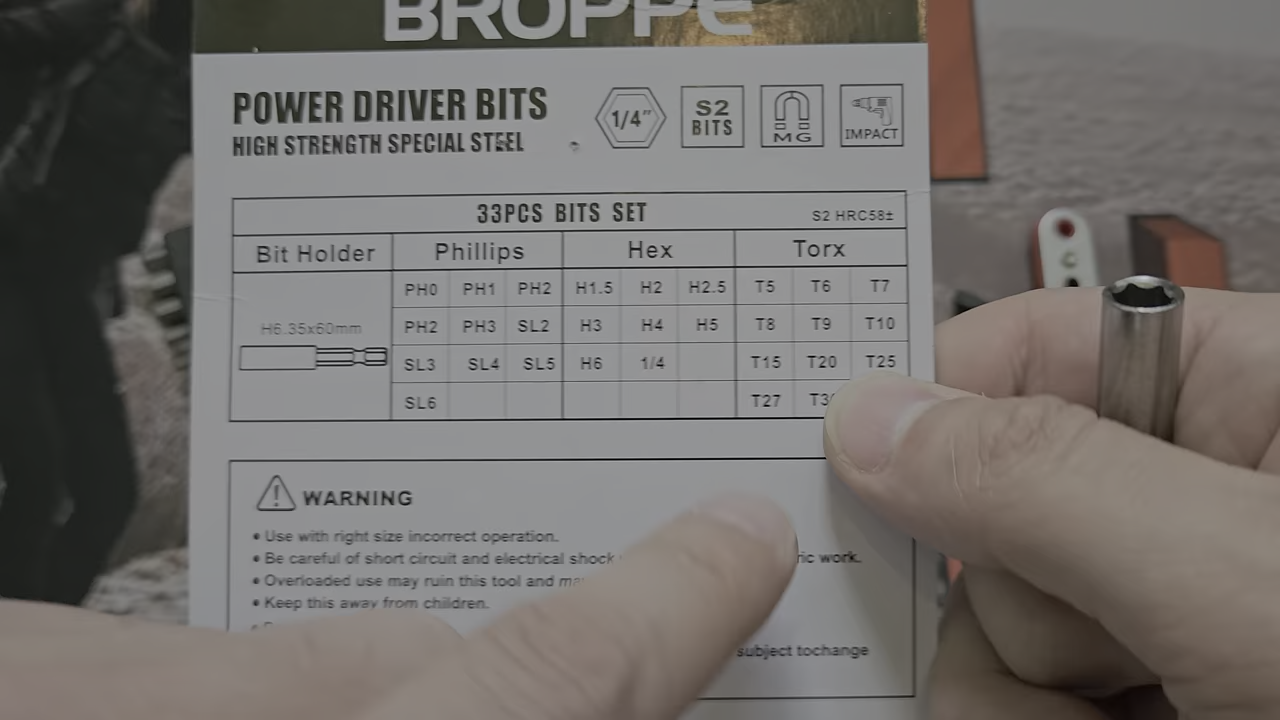 BROPPE
POWER DRIVER BITS
HIGH STRENGTH SPECIAL STEEL
1/4"
S2
BITS
MG
IMPACT
33PCS BITS SET
S2 HRC58±
Bit Holder Phillips Hex Torx
H6.35x60mm
PH0 PH1 PH2 H1.5 H2 H2.5 T5 T6 T7
PH2 PH3 SL2 H3 H4 H5 T8 T9 T10
SL3 SL4 SL5 H6 1/4 T15 T20 T25
SL6 T27
WARNING
• Use with right size incorrect operation.
• Be careful of short circuit and electrical shock work.
• Overloaded use may ruin this tool and
• Keep this away from children.
subject tochange